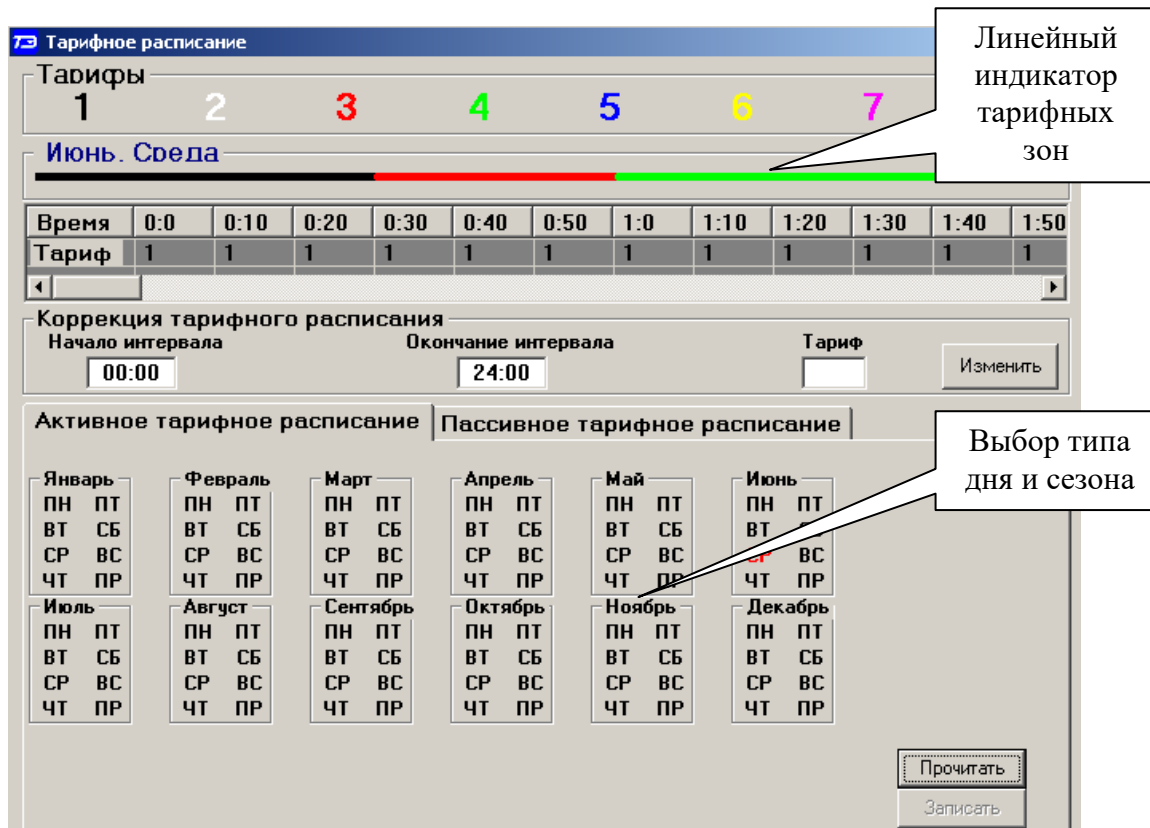 ТЭ Тарифное расписание
Линейный
индикатор
тарифных
зон
Тарифы
1 2 3 4 5 6 7
Июнь. Среда
Время 0:0 0:10 0:20 0:30 0:40 0:50 1:0 1:10 1:20 1:30 1:40 1:50
Тариф 1 1 1 1 1 1 1 1 1 1 1 1
Коррекция тарифного расписания
Начало интервала Окончание интервала Тариф
00:00 24:00 Изменить
Активное тарифное расписание Пассивное тарифное расписание
Выбор типа
дня и сезона
Январь Февраль Март Апрель Май Июнь
ПН ПТ ПН ПТ ПН ПТ ПН ПТ ПН ПТ ПН ПТ
ВТ СБ ВТ СБ ВТ СБ ВТ СБ ВТ СБ ВТ
СР ВС СР ВС СР ВС СР ВС СР ВС СР ВС
ЧТ ПР ЧТ ПР ЧТ ПР ЧТ ПР ЧТ ПР ЧТ ПР
Июль Август Сентябрь Октябрь Ноябрь Декабрь
ПН ПТ ПН ПТ ПН ПТ ПН ПТ ПН ПТ ПН ПТ
ВТ СБ ВТ СБ ВТ СБ ВТ СБ ВТ СБ ВТ СБ
СР ВС СР ВС СР ВС СР ВС СР ВС СР ВС
ЧТ ПР ЧТ ПР ЧТ ПР ЧТ ПР ЧТ ПР ЧТ ПР
Прочитать
Записать